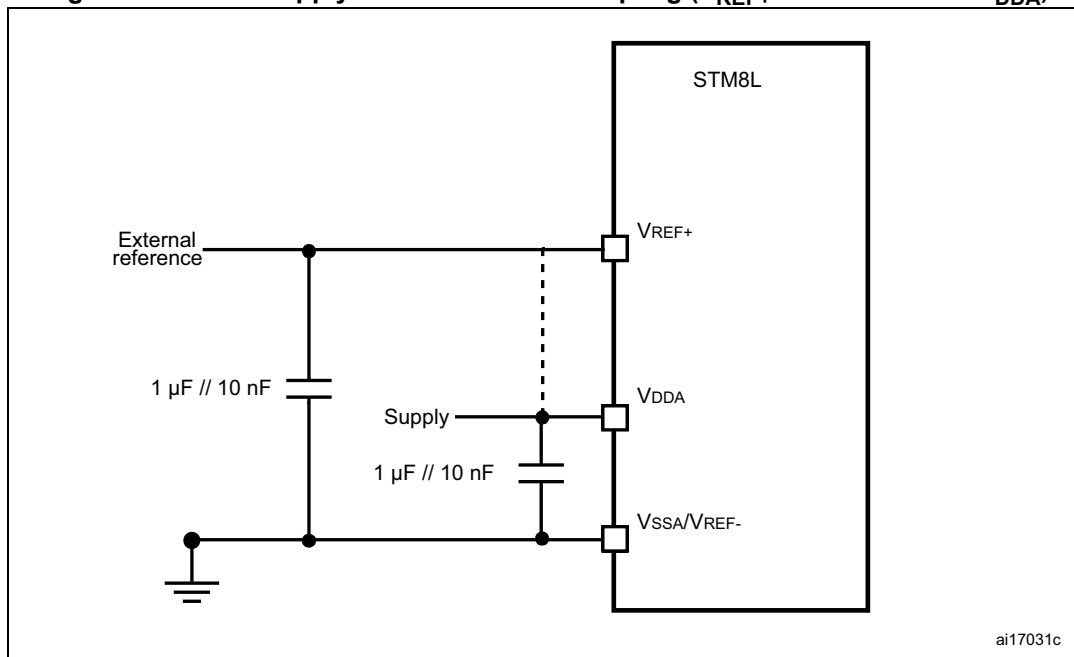 STM8L
VREF+
External
reference
1 µF // 10 nF
VDDA
Supply
1 µF // 10 nF
VSSA/VREF-
ai17031c